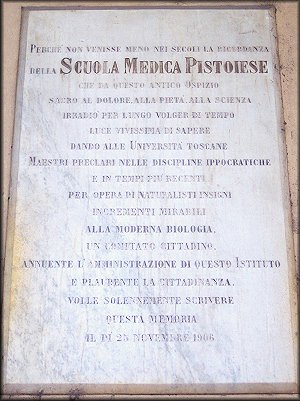 PERCHÈ NON VENISSE MENO NEI SECOLI LA RICORDANZA
DELLA SCUOLA MEDICA PISTOIESE
CHE DA QUESTO ANTICO OSPIZIO
SACRO AL DOLORE, ALLA PIETÀ, ALLA SCIENZA
IRRADIÒ PER LUNGO VOLGER DI TEMPO
LUCE VIVISSIMA DI SAPERE
DANDO ALLE UNIVERSITÀ TOSCANE
MAESTRI PRECLARI NELLE DISCIPLINE IPPOCRATICHE
E IN TEMPI PIÙ RECENTI
PER OPERA DI NATURALISTI INSIGNI
INCREMENTI MIRABILI
ALLA MODERNA BIOLOGIA,
UN COMITATO CITTADINO,
ANNUENTE L'AMMINISTRAZIONE DI QUESTO ISTITUTO
E PLAUDENTE LA CITTADINANZA,
VOLLE SOLENNEMENTE SCRIVERE
QUESTA MEMORIA
IL DÌ 25 NOVEMBRE 1906